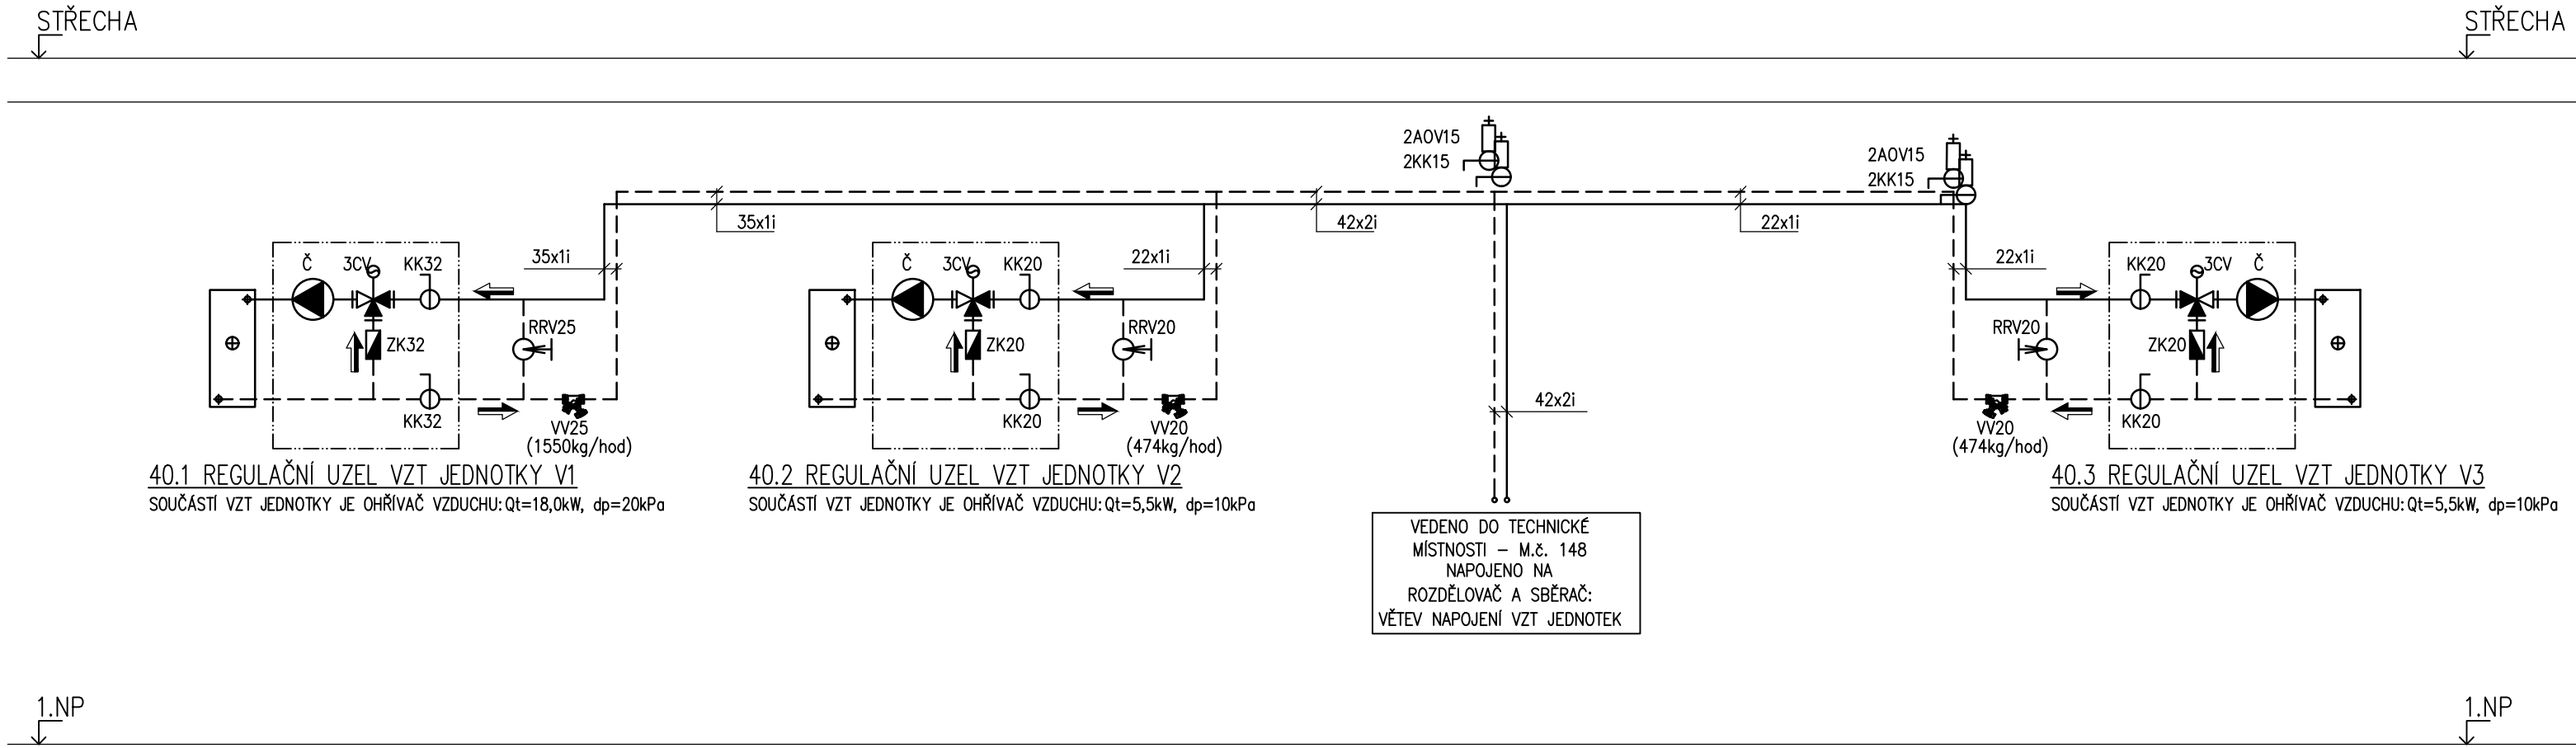 STŘECHA
STŘECHA
2AOV15
2KK15
2AOV15
2KK15
35x1i
42x2i
22x1i
35x1i
22x1i
22x1i
Č
3CV
KK32
Č
3CV
KK20
KK20
3CV
Č
RRV25
RRV20
RRV20
ZK32
ZK20
ZK20
42x2i
KK32
KK20
KK20
VV25
(1550kg/hod)
VV20
(474kg/hod)
VV20
(474kg/hod)
40.1 REGULAČNÍ UZEL VZT JEDNOTKY V1
SOUČÁSTÍ VZT JEDNOTKY JE OHŘÍVAČ VZDUCHU: Qt=18,0kW, dp=20kPa
40.2 REGULAČNÍ UZEL VZT JEDNOTKY V2
SOUČÁSTÍ VZT JEDNOTKY JE OHŘÍVAČ VZDUCHU: Qt=5,5kW, dp=10kPa
40.3 REGULAČNÍ UZEL VZT JEDNOTKY V3
SOUČÁSTÍ VZT JEDNOTKY JE OHŘÍVAČ VZDUCHU: Qt=5,5kW, dp=10kPa
VEDENO DO TECHNICKÉ
MÍSTNOSTI – M.č. 148
NAPOJENO NA
ROZDĚLOVAČ A SBĚRAČ:
VĚTEV NAPOJENÍ VZT JEDNOTEK
1.NP
1.NP